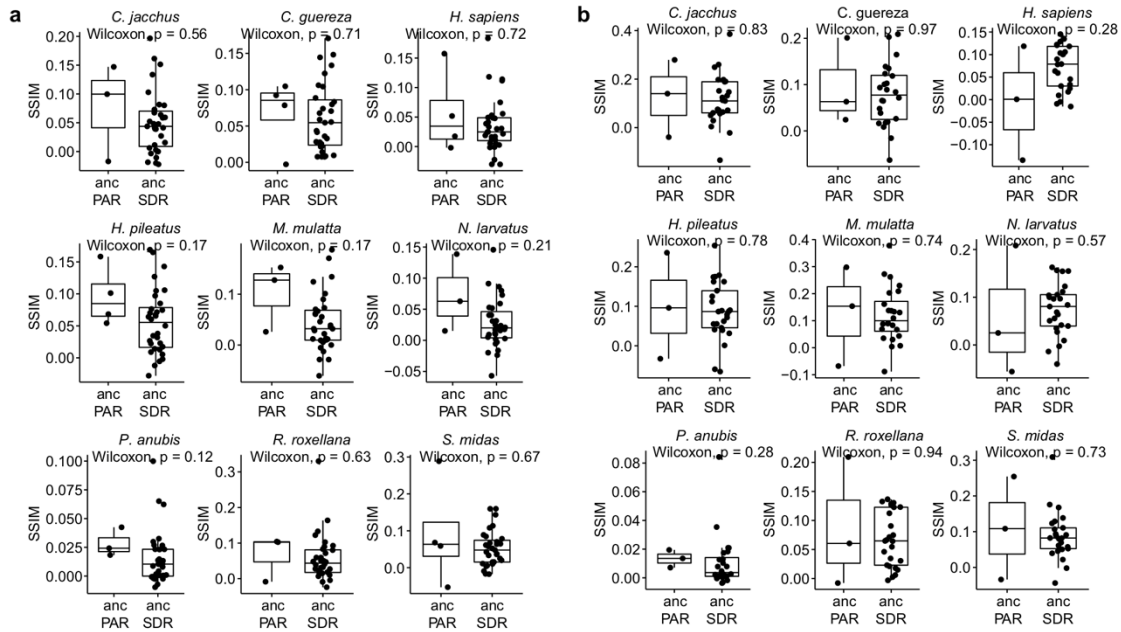 a
C. jacchus
Wilcoxon, p = 0.56
SSIM
0.20
0.15
0.10
0.05
0.00
anc PAR
anc SDR
C. guereza
Wilcoxon, p = 0.71
SSIM
0.15
0.10
0.05
0.00
anc PAR
anc SDR
H. sapiens
Wilcoxon, p = 0.72
SSIM
0.15
0.10
0.05
0.00
anc PAR
anc SDR
H. pileatus
Wilcoxon, p = 0.17
SSIM
0.15
0.10
0.05
0.00
anc PAR
anc SDR
M. mulatta
Wilcoxon, p = 0.17
SSIM
0.1
0.0
anc PAR
anc SDR
N. larvatus
Wilcoxon, p = 0.21
SSIM
0.15
0.10
0.05
0.00
−0.05
anc PAR
anc SDR
P. anubis
Wilcoxon, p = 0.12
SSIM
0.100
0.075
0.050
0.025
0.000
anc PAR
anc SDR
R. roxellana
Wilcoxon, p = 0.63
SSIM
0.3
0.2
0.1
0.0
anc PAR
anc SDR
S. midas
Wilcoxon, p = 0.67
SSIM
0.3
0.2
0.1
0.0
anc PAR
anc SDR
b
C. jacchus
Wilcoxon, p = 0.83
SSIM
0.4
0.2
0.0
anc PAR
anc SDR
C. guereza
Wilcoxon, p = 0.97
SSIM
0.2
0.1
0.0
anc PAR
anc SDR
H. sapiens
Wilcoxon, p = 0.28
SSIM
0.15
0.10
0.05
0.00
−0.05
−0.10
anc PAR
anc SDR
H. pileatus
Wilcoxon, p = 0.78
SSIM
0.2
0.1
0.0
anc PAR
anc SDR
M. mulatta
Wilcoxon, p = 0.74
SSIM
0.4
0.3
0.2
0.1
0.0
−0.1
anc PAR
anc SDR
N. larvatus
Wilcoxon, p = 0.57
SSIM
0.2
0.1
0.0
anc PAR
anc SDR
P. anubis
Wilcoxon, p = 0.28
SSIM
0.08
0.06
0.04
0.02
0.00
anc PAR
anc SDR
R. roxellana
Wilcoxon, p = 0.94
SSIM
0.20
0.15
0.10
0.05
0.00
anc PAR
anc SDR
S. midas
Wilcoxon, p = 0.73
SSIM
0.3
0.2
0.1
0.0
anc PAR
anc SDR